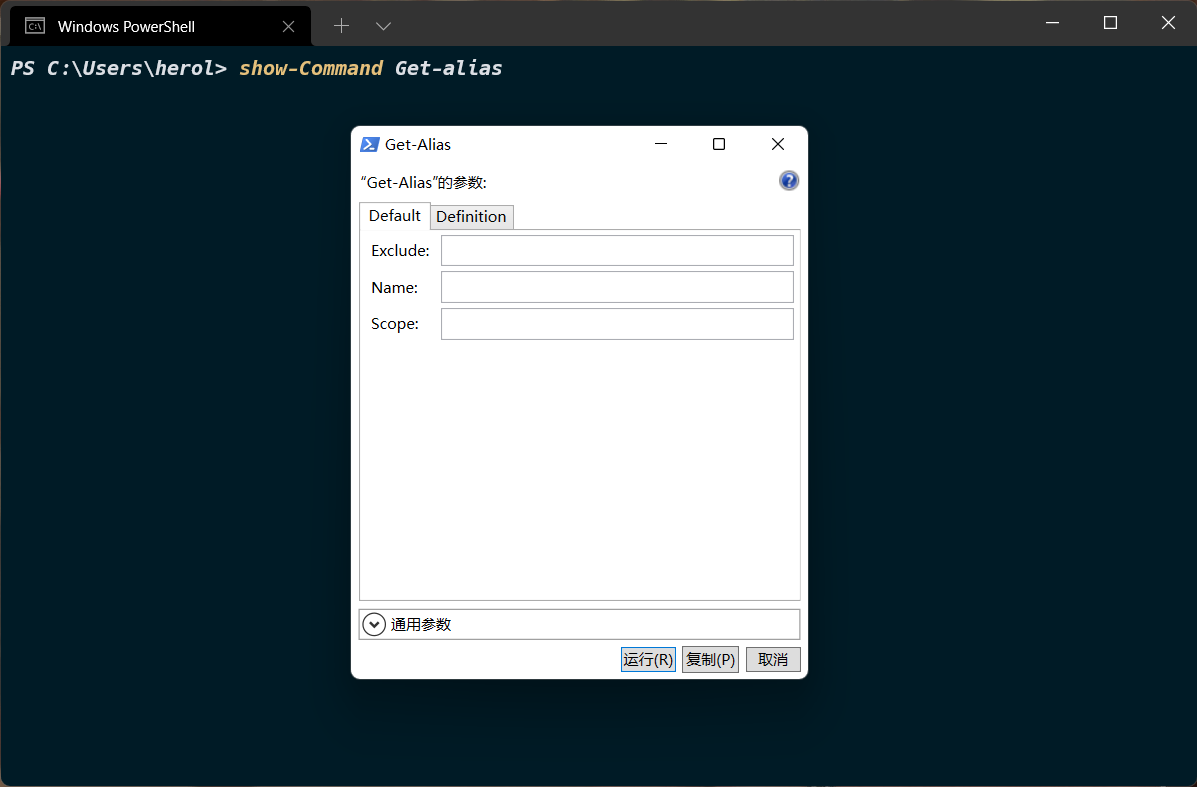 Windows PowerShell
PS C:\Users\herol> show-Command Get-alias
Get-Alias
“Get-Alias”的参数:
Default Definition
Exclude:
Name:
Scope:
通用参数
运行(R) 复制(P) 取消